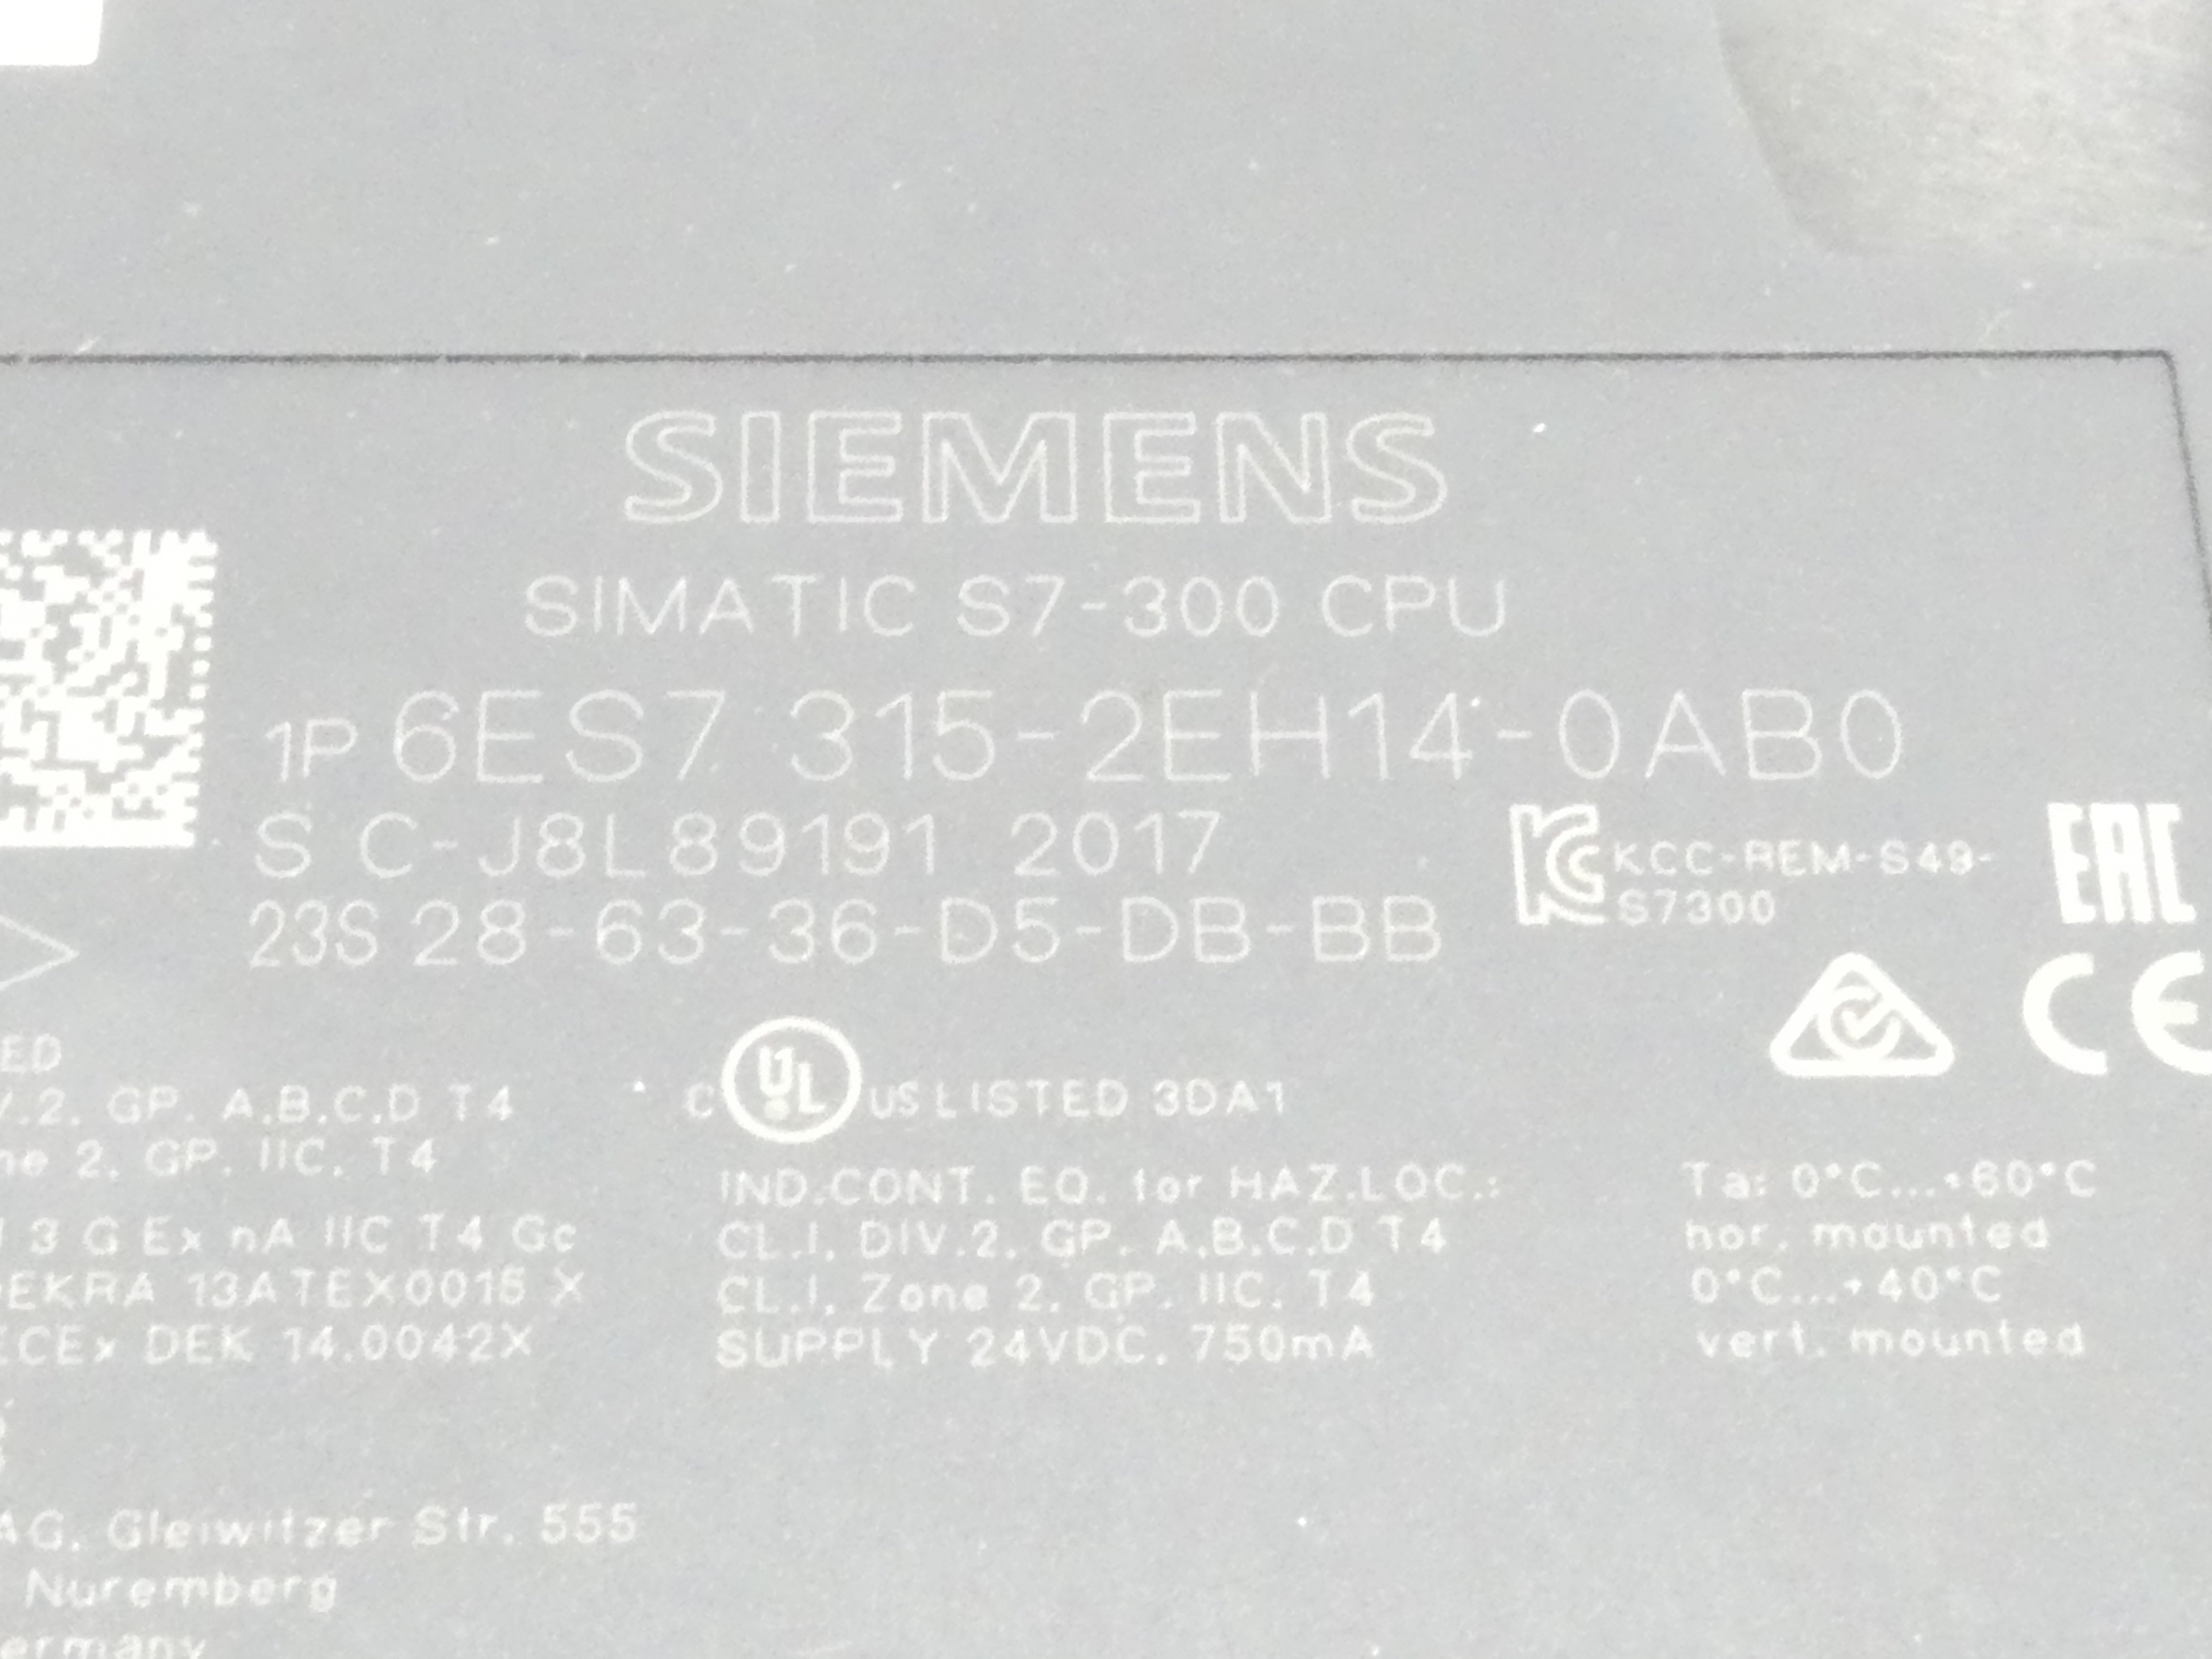 SIEMENS
SIMATIC S7-300 CPU
1P 6ES7 315-2EH14-0AB0
S C-J8L89191 2017
23S 28-63-36-D5-DB-BB
KCC-REM-S49-
S7300
EAC
CE
ED
V.2, GP. A,B,C,D T4
ne 2, GP. IIC, T4
3 G Ex nA IIC T4 Gc
DEKRA 13ATEX0015 X
ECEx DEK 14.0042X
C UL US LISTED 3DA1
IND.CONT. EQ. for HAZ.LOC.:
CL.I, DIV.2, GP. A,B,C,D T4
CL.I, Zone 2, GP. IIC, T4
SUPPLY 24VDC, 750mA
Ta: 0°C...+60°C
hor. mounted
0°C...+40°C
vert. mounted
AG, Gleiwitzer Str. 555
Nuremberg
ermany